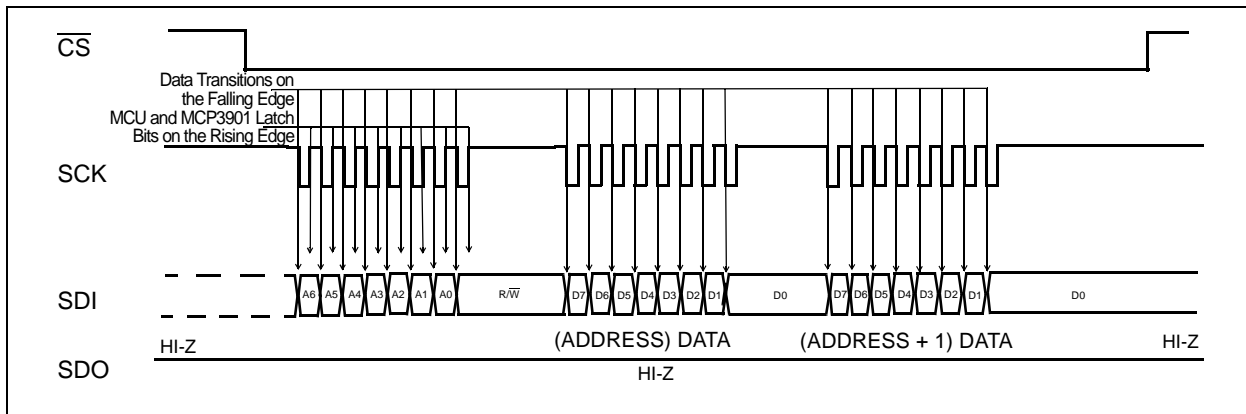 CS
Data Transitions on
the Falling Edge
MCU and MCP3901 Latch
Bits on the Rising Edge
SCK
SDI
A6 A5 A4 A3 A2 A1 A0 R/W D7 D6 D5 D4 D3 D2 D1 D0 D7 D6 D5 D4 D3 D2 D1 D0
(ADDRESS) DATA (ADDRESS + 1) DATA
HI-Z HI-Z
SDO
HI-Z